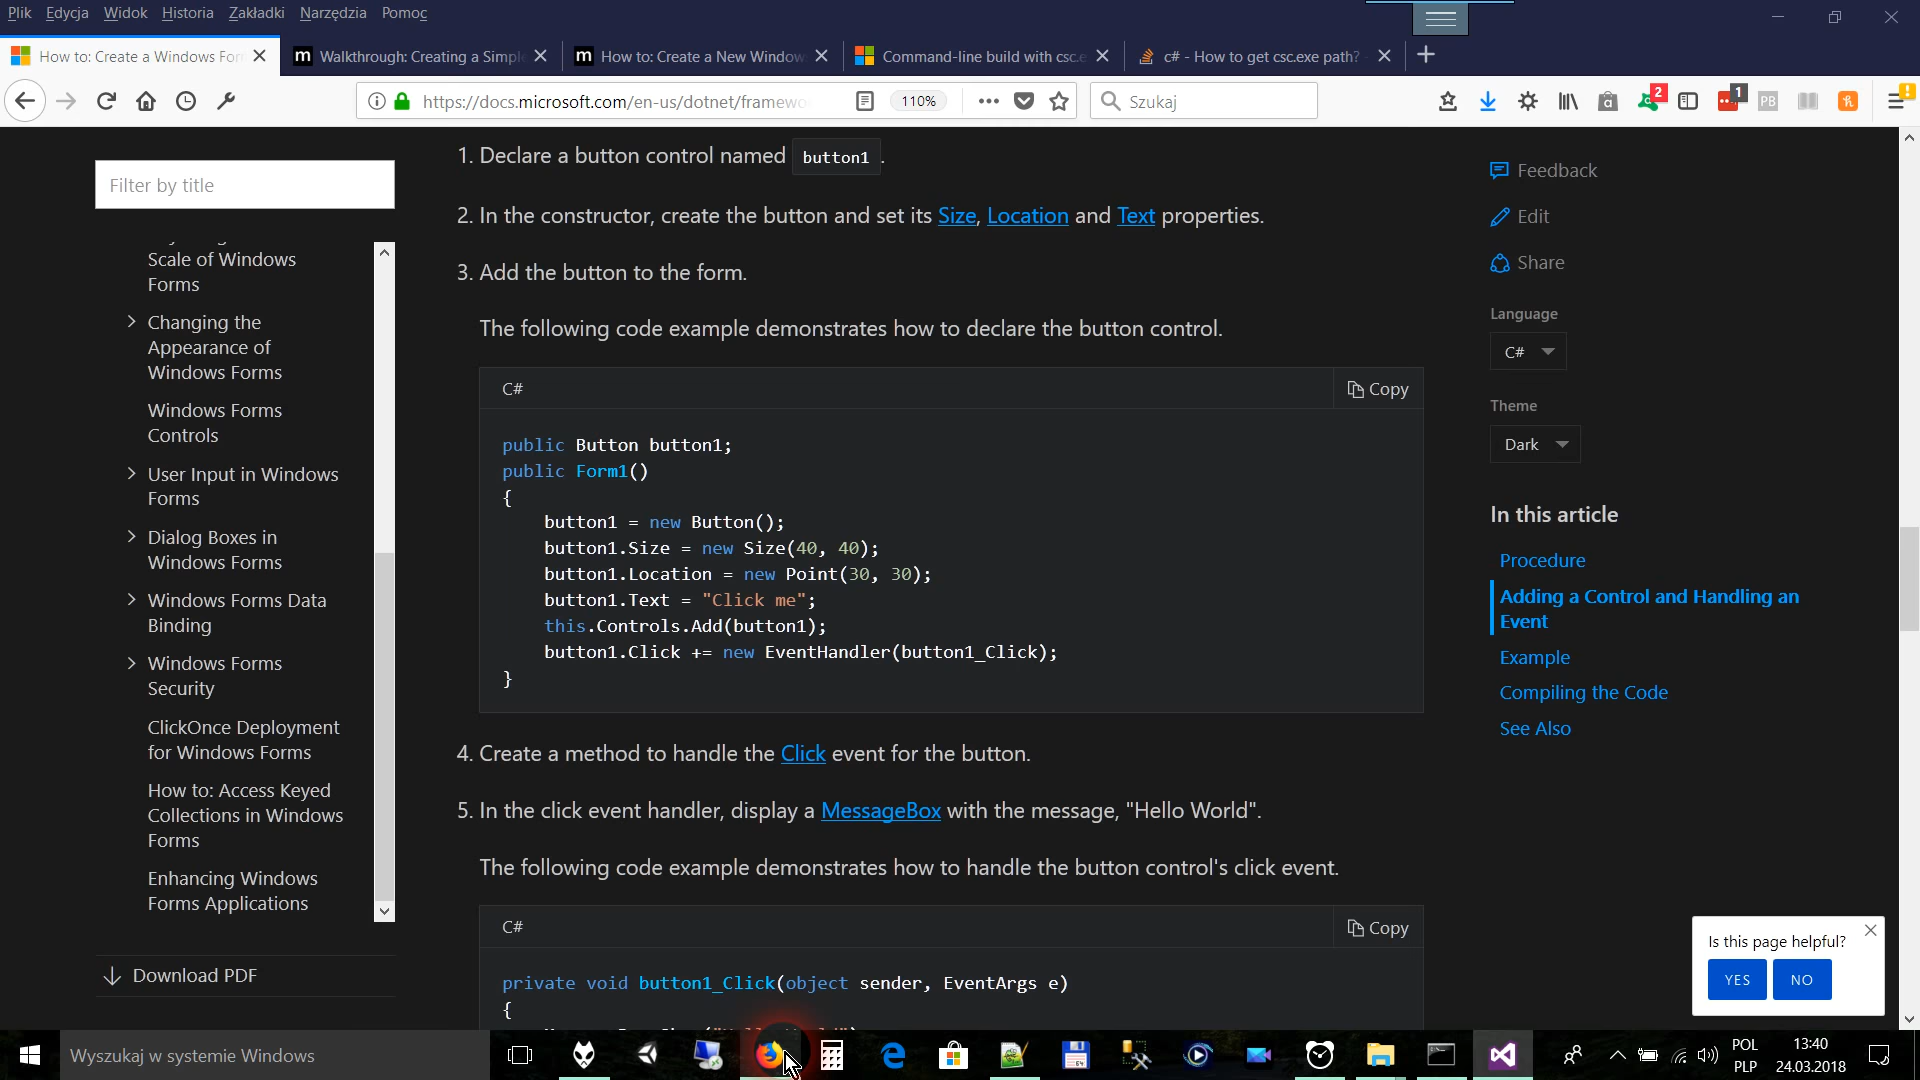 Plik Edycja Widok Historia Zakładki Narzędzia Pomoc
How to: Create a Windows For
Walkthrough: Creating a Simple
How to: Create a New Window
Command-line build with csc.e
c# - How to get csc.exe path? -
https://docs.microsoft.com/en-us/dotnet/framewo
110%
Szukaj
2
1
PB
Filter by title
Scale of Windows
Forms
Changing the
Appearance of
Windows Forms
Windows Forms
Controls
User Input in Windows
Forms
Dialog Boxes in
Windows Forms
Windows Forms Data
Binding
Windows Forms
Security
ClickOnce Deployment
for Windows Forms
How to: Access Keyed
Collections in Windows
Forms
Enhancing Windows
Forms Applications
Download PDF
1. Declare a button control named button1 .
2. In the constructor, create the button and set its Size, Location and Text properties.
3. Add the button to the form.
The following code example demonstrates how to declare the button control.
C# Copy
public Button button1;
public Form1()
{
button1 = new Button();
button1.Size = new Size(40, 40);
button1.Location = new Point(30, 30);
button1.Text = "Click me";
this.Controls.Add(button1);
button1.Click += new EventHandler(button1_Click);
}
4. Create a method to handle the Click event for the button.
5. In the click event handler, display a MessageBox with the message, "Hello World".
The following code example demonstrates how to handle the button control's click event.
C# Copy
private void button1_Click(object sender, EventArgs e)
{
Feedback
Edit
Share
Language
C#
Theme
Dark
In this article
Procedure
Adding a Control and Handling an
Event
Example
Compiling the Code
See Also
Is this page helpful?
YES NO
Wyszukaj w systemie Windows
POL
PLP
13:40
24.03.2018